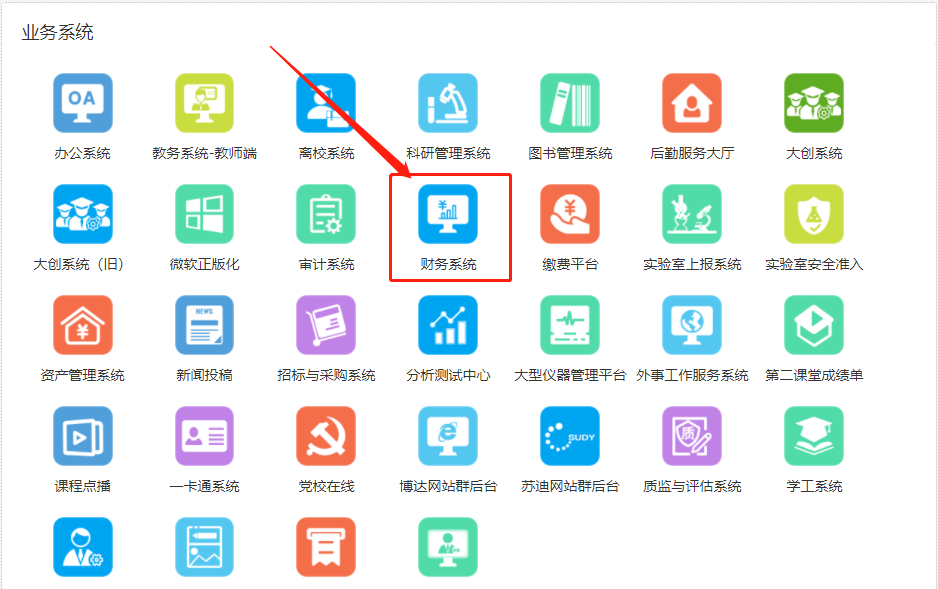 业务系统
OA
办公系统 教务系统-教师端 离校系统 科研管理系统 图书管理系统 后勤服务大厅 大创系统
¥ ¥
大创系统（旧） 微软正版化 审计系统 财务系统 缴费平台 实验室上报系统 实验室安全准入
¥ NEWS
资产管理系统 新闻投稿 招标与采购系统 分析测试中心 大型仪器管理平台 外事工作服务系统 第二课堂成绩单
SUDY 质
课程点播 一卡通系统 党校在线 博达网站群后台 苏迪网站群后台 质监与评估系统 学工系统